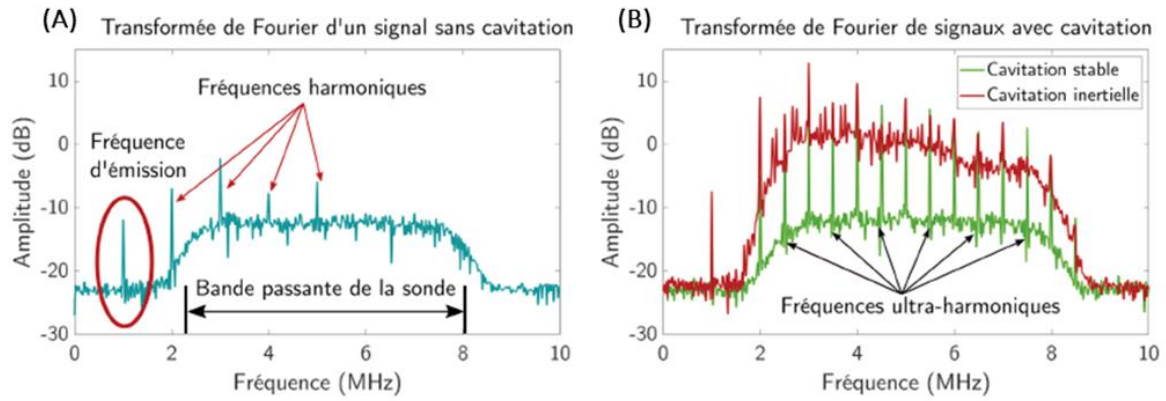 (A)
Transformée de Fourier d'un signal sans cavitation
10
0
-10
-20
-30
Amplitude (dB)
Fréquences harmoniques
Fréquence
d'émission
Bande passante de la sonde
0 2 4 6 8 10
Fréquence (MHz)
(B)
Transformée de Fourier de signaux avec cavitation
10
0
-10
-20
-30
Amplitude (dB)
Cavitation stable
Cavitation inertielle
Fréquences ultra-harmoniques
0 2 4 6 8 10
Fréquence (MHz)